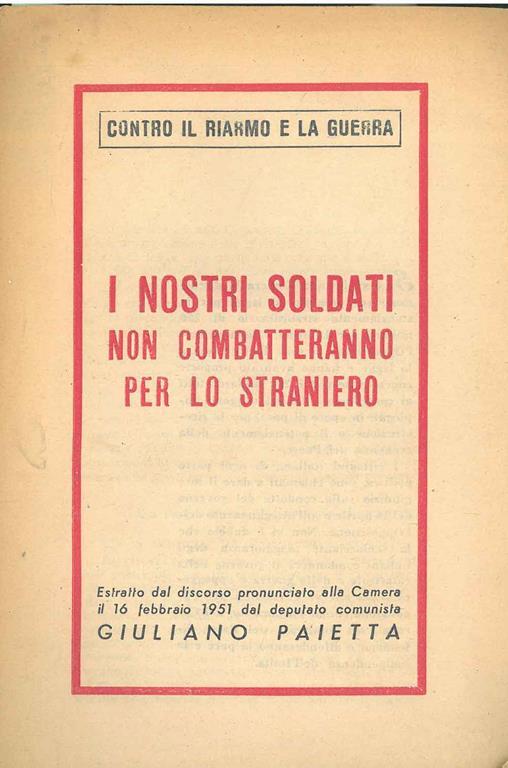 CONTRO IL RIARMO E LA GUERRA
I NOSTRI SOLDATI
NON COMBATTERANNO
PER LO STRANIERO
Estratto dal discorso pronunciato alla Camera
il 16 febbraio 1951 dal deputato comunista
GIULIANO PAIETTA